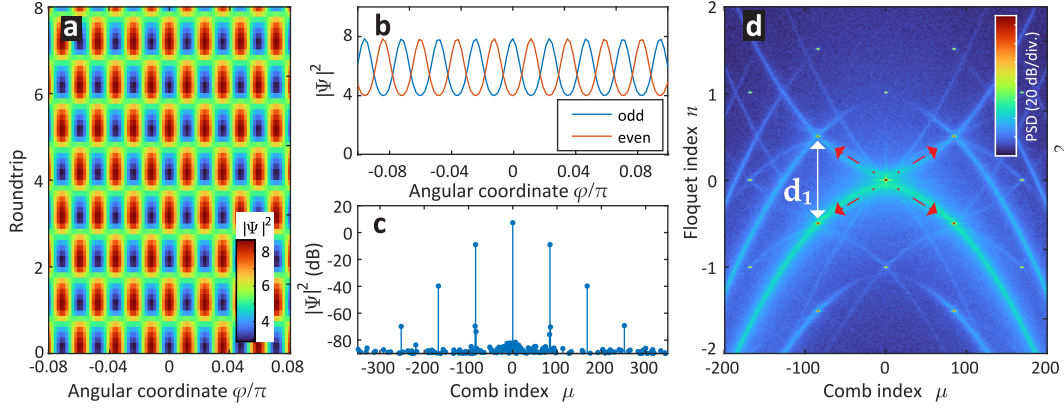 a
8
6
4
2
0
Roundtrip
|Ψ|²
8
6
4
-0.08
-0.04
0
0.04
0.08
Angular coordinate φ/π
b
8
4
0
|Ψ|²
odd
even
-0.08
-0.04
0
0.04
0.08
Angular coordinate φ/π
c
20
0
-20
-40
-60
-80
|Ψ|² (dB)
-300
-200
-100
0
100
200
300
Comb index μ
d
2
1
0
-1
-2
Floquet index n
d₁
PSD (20 dB/div.)
-200
-100
0
100
200
Comb index μ
2